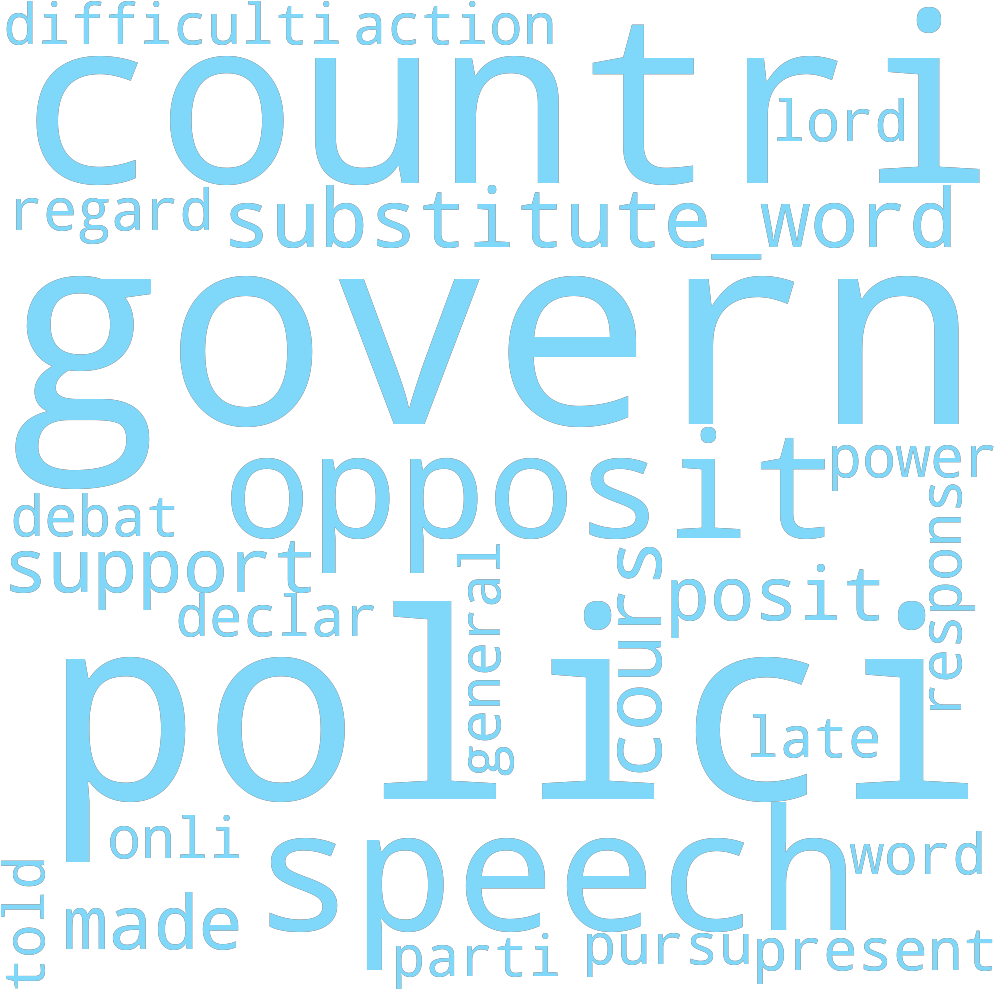 difficulti action
countri
lord
regard substitute_word
govern
opposit
power
debat
support
respons
general
cours
posit
declar
polici
late
onli
speech
word
told
made
parti
pursu
present